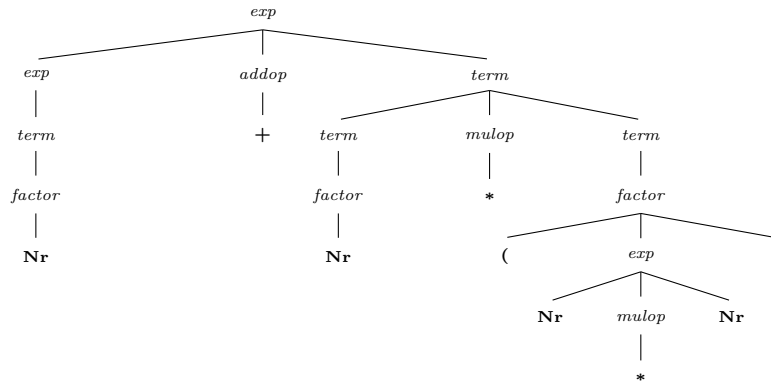 exp
exp addop term
term + term mulop term
factor factor * factor
Nr Nr ( exp
Nr mulop Nr
*